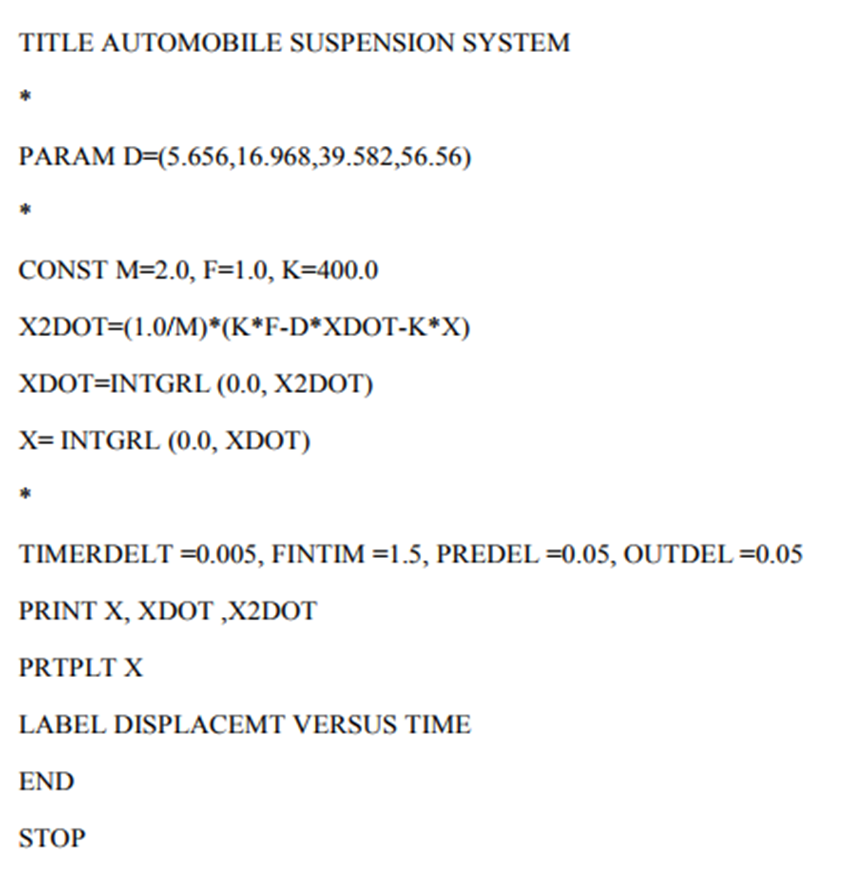 TITLE AUTOMOBILE SUSPENSION SYSTEM
*
PARAM D=(5.656,16.968,39.582,56.56)
*
CONST M=2.0, F=1.0, K=400.0
X2DOT=(1.0/M)*(K*F-D*XDOT-K*X)
XDOT=INTGRL (0.0, X2DOT)
X= INTGRL (0.0, XDOT)
*
TIMERDELT =0.005, FINTIM =1.5, PREDEL =0.05, OUTDEL =0.05
PRINT X, XDOT ,X2DOT
PRTPLT X
LABEL DISPLACEMT VERSUS TIME
END
STOP